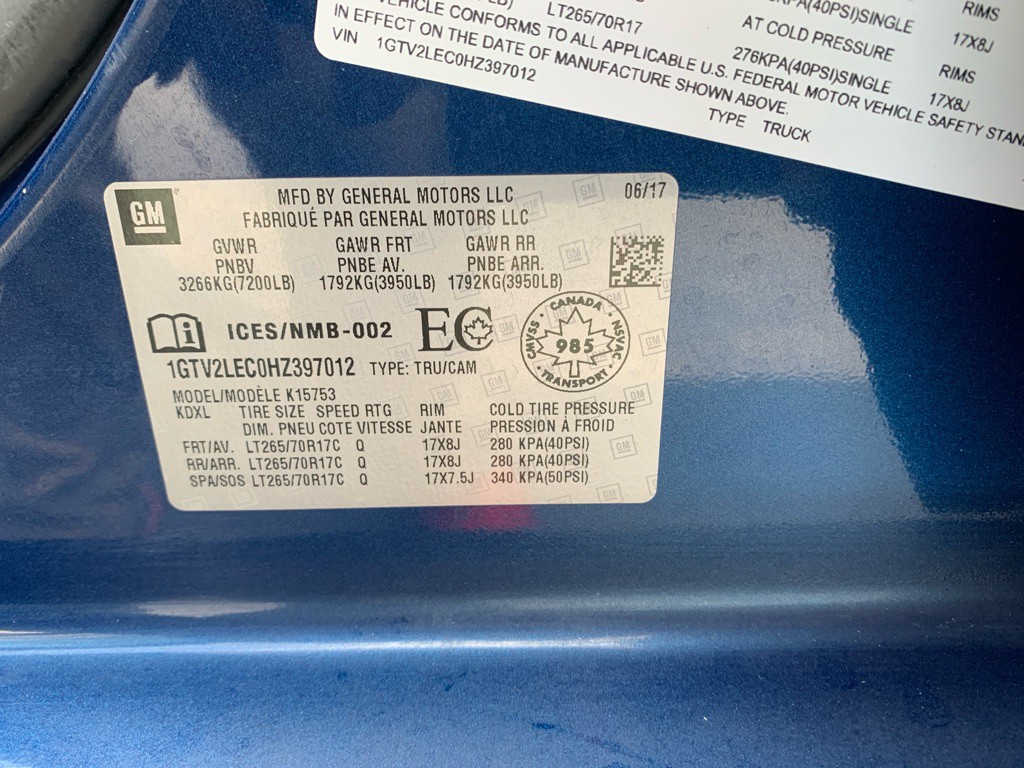 KPA(40PSI)SINGLE
RIMS
LT265/70R17
AT COLD PRESSURE
17X8J
VEHICLE CONFORMS TO ALL APPLICABLE U.S. FEDERAL MOTOR VEHICLE SAFETY STAN
276KPA(40PSI)SINGLE
RIMS
17X8J
IN EFFECT ON THE DATE OF MANUFACTURE SHOWN ABOVE.
VIN 1GTV2LEC0HZ397012
TYPE TRUCK
GM
MFD BY GENERAL MOTORS LLC 06/17
FABRIQUÉ PAR GENERAL MOTORS LLC
GVWR GAWR FRT GAWR RR
PNBV PNBE AV. PNBE ARR.
3266KG(7200LB) 1792KG(3950LB) 1792KG(3950LB)
ICES/NMB-002 EC
CANADA
CMVSS 985 NSVAC
TRANSPORT
1GTV2LEC0HZ397012 TYPE: TRU/CAM
MODEL/MODÈLE K15753
KDXL TIRE SIZE SPEED RTG RIM COLD TIRE PRESSURE
DIM. PNEU COTE VITESSE JANTE PRESSION À FROID
FRT/AV. LT265/70R17C Q 17X8J 280 KPA(40PSI)
RR/ARR. LT265/70R17C Q 17X8J 280 KPA(40PSI)
SPA/SOS LT265/70R17C Q 17X7.5J 340 KPA(50PSI)